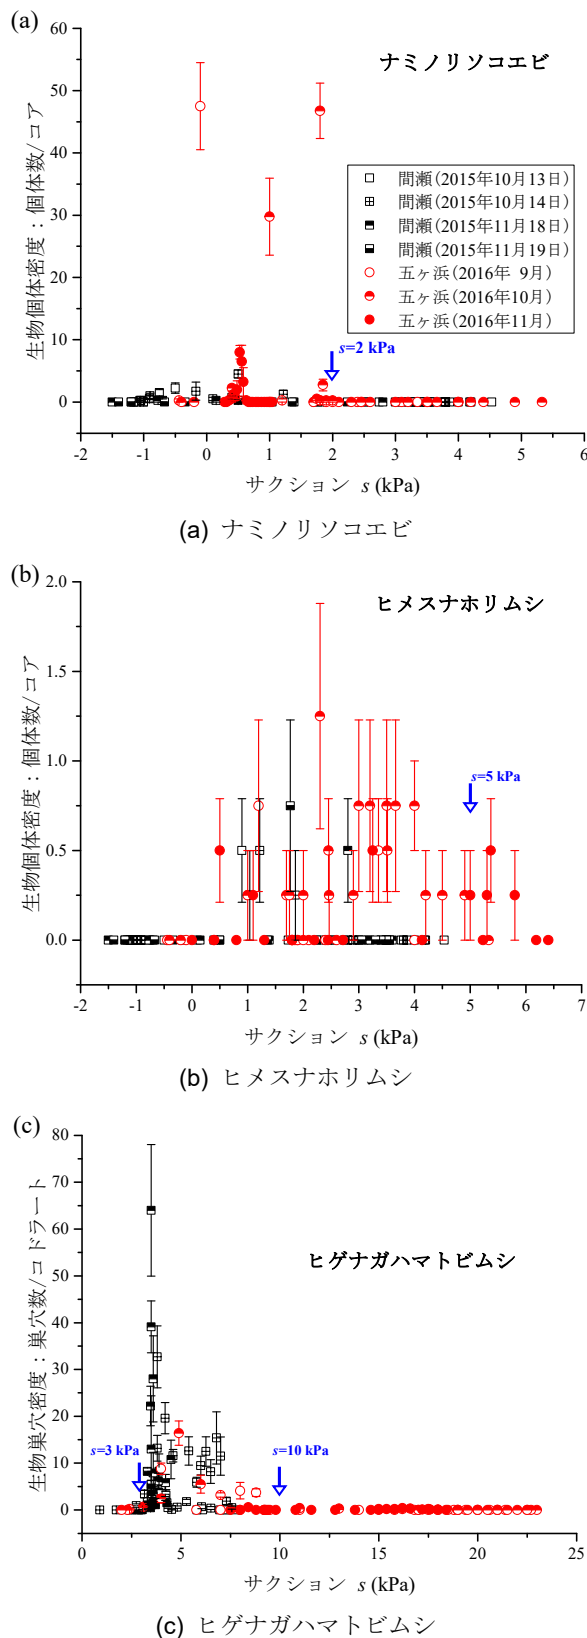 (a)
60
ナミノリソコエビ
50
40
30
20
10
0
生物個体密度：個体数/コア
間瀬(2015年10月13日)
間瀬(2015年10月14日)
間瀬(2015年11月18日)
間瀬(2015年11月19日)
五ヶ浜(2016年 9月)
五ヶ浜(2016年10月)
五ヶ浜(2016年11月)
s=2 kPa
-2 -1 0 1 2 3 4 5 6
サクション s (kPa)
(a) ナミノリソコエビ
(b)
2.0
ヒメスナホリムシ
1.5
1.0
0.5
0.0
生物個体密度：個体数/コア
s=5 kPa
-2 -1 0 1 2 3 4 5 6 7
サクション s (kPa)
(b) ヒメスナホリムシ
(c)
80
70
60
50
40
30
20
10
0
生物巣穴密度：巣穴数/コドラート
ヒゲナガハマトビムシ
s=3 kPa
s=10 kPa
0 5 10 15 20 25
サクション s (kPa)
(c) ヒゲナガハマトビムシ